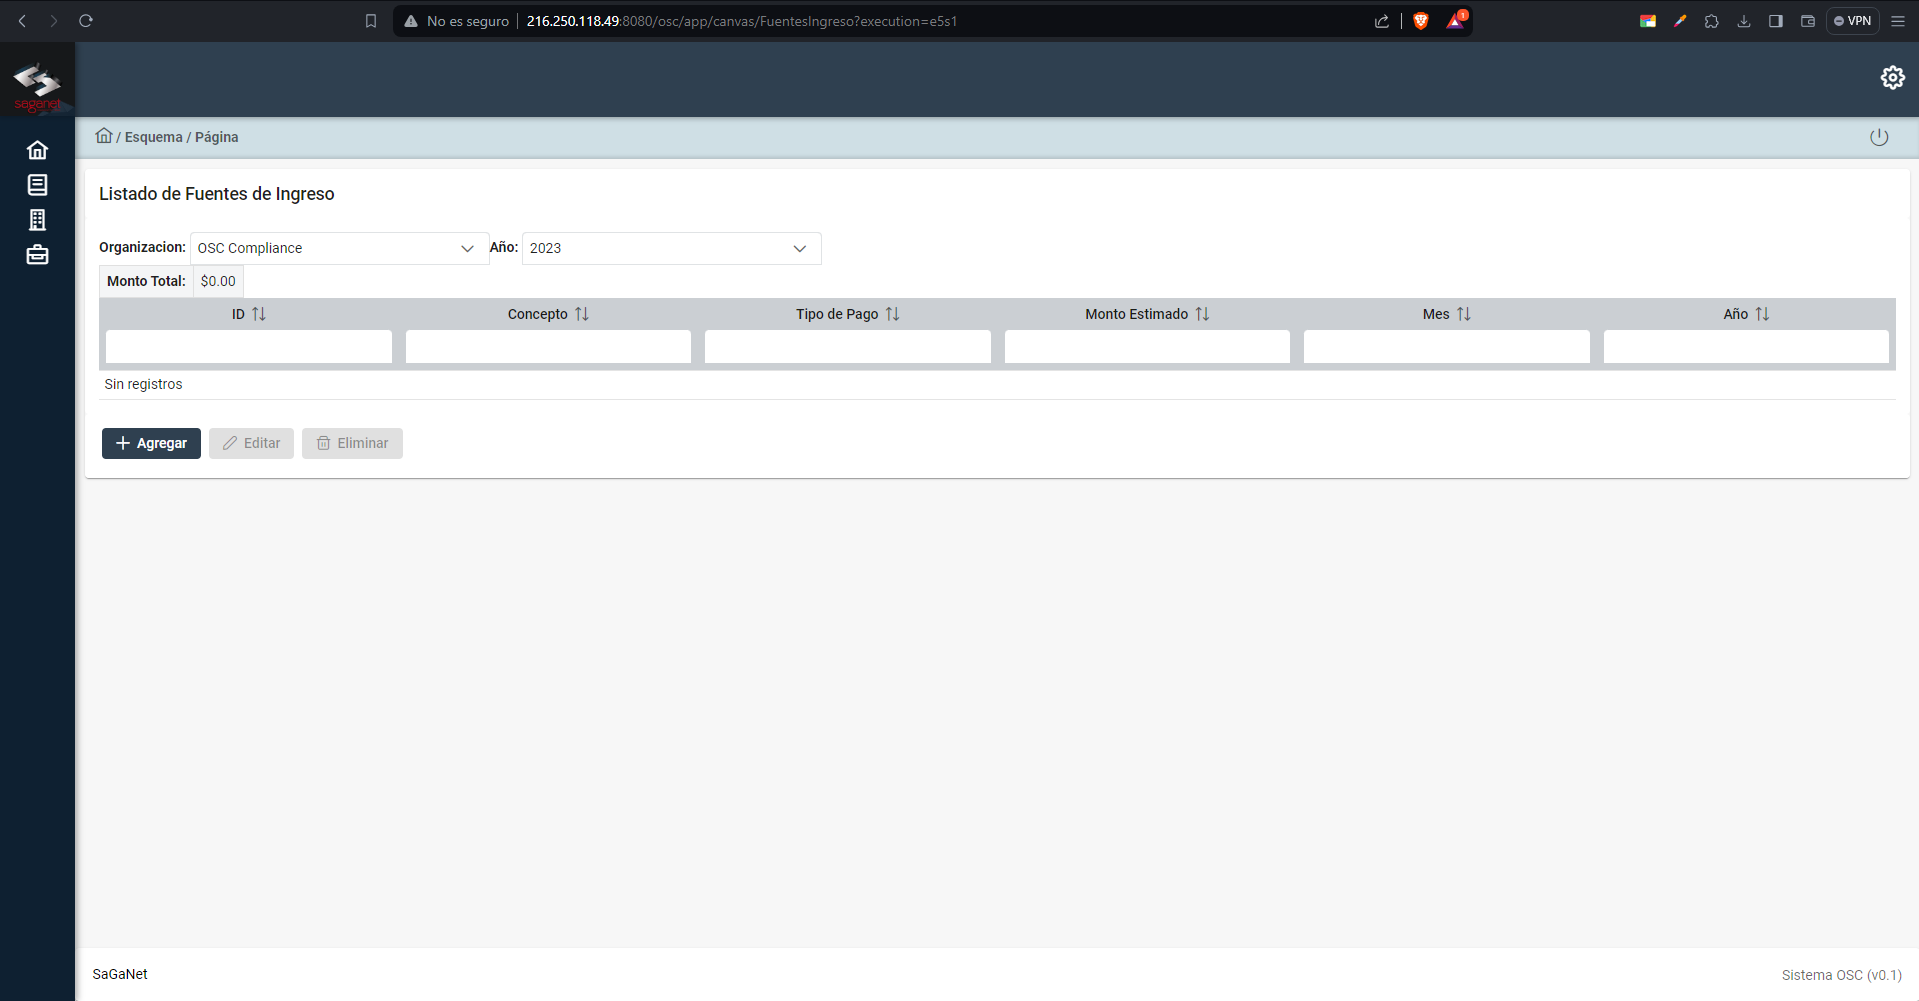 No es seguro 216.250.118.49:8080/osc/app/canvas/FuentesIngreso?execution=e5s1 1 VPN
saganet
/ Esquema / Página
Listado de Fuentes de Ingreso
Organizacion: OSC Compliance Año: 2023
Monto Total: $0.00
ID Concepto Tipo de Pago Monto Estimado Mes Año
Sin registros
Agregar Editar Eliminar
SaGaNet Sistema OSC (v0.1)